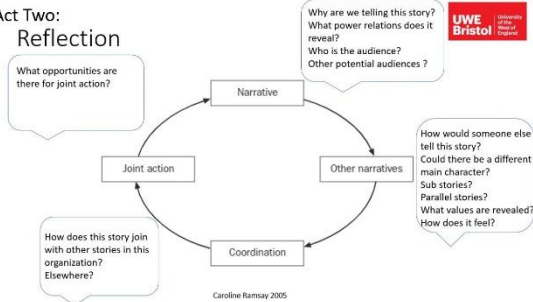 Act Two:
Reflection
Why are we telling this story?
What power relations does it
reveal?
Who is the audience?
Other potential audiences ?
UWE
Bristol
University
of the
West of
England
What opportunities are
there for joint action?
Narrative
Joint action
Other narratives
How would someone else
tell this story?
Could there be a different
main character?
Sub stories?
Parallel stories?
What values are revealed?
How does it feel?
How does this story join
with other stories in this
organization?
Elsewhere?
Coordination
Caroline Ramsay 2005